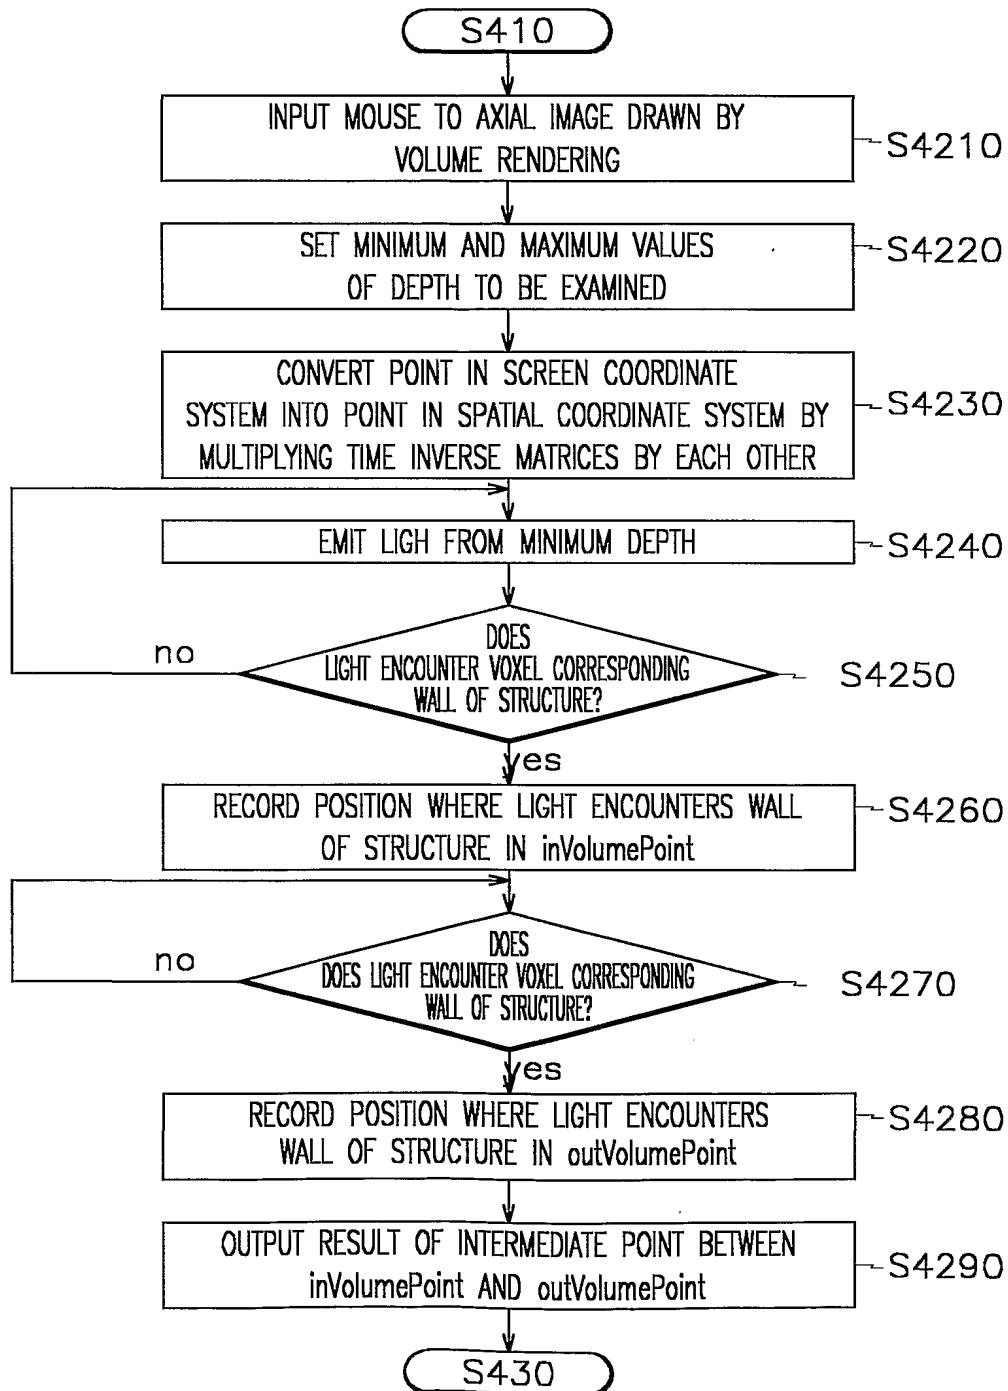 S410
INPUT MOUSE TO AXIAL IMAGE DRAWN BY
VOLUME RENDERING
S4210
SET MINIMUM AND MAXIMUM VALUES
OF DEPTH TO BE EXAMINED
S4220
CONVERT POINT IN SCREEN COORDINATE
SYSTEM INTO POINT IN SPATIAL COORDINATE SYSTEM BY
MULTIPLYING TIME INVERSE MATRICES BY EACH OTHER
S4230
EMIT LIGH FROM MINIMUM DEPTH
S4240
no
DOES
LIGHT ENCOUNTER VOXEL CORRESPONDING
WALL OF STRUCTURE?
S4250
yes
RECORD POSITION WHERE LIGHT ENCOUNTERS WALL
OF STRUCTURE IN inVolumePoint
S4260
no
DOES
DOES LIGHT ENCOUNTER VOXEL CORRESPONDING
WALL OF STRUCTURE?
S4270
yes
RECORD POSITION WHERE LIGHT ENCOUNTERS
WALL OF STRUCTURE IN outVolumePoint
S4280
OUTPUT RESULT OF INTERMEDIATE POINT BETWEEN
inVolumePoint AND outVolumePoint
S4290
S430